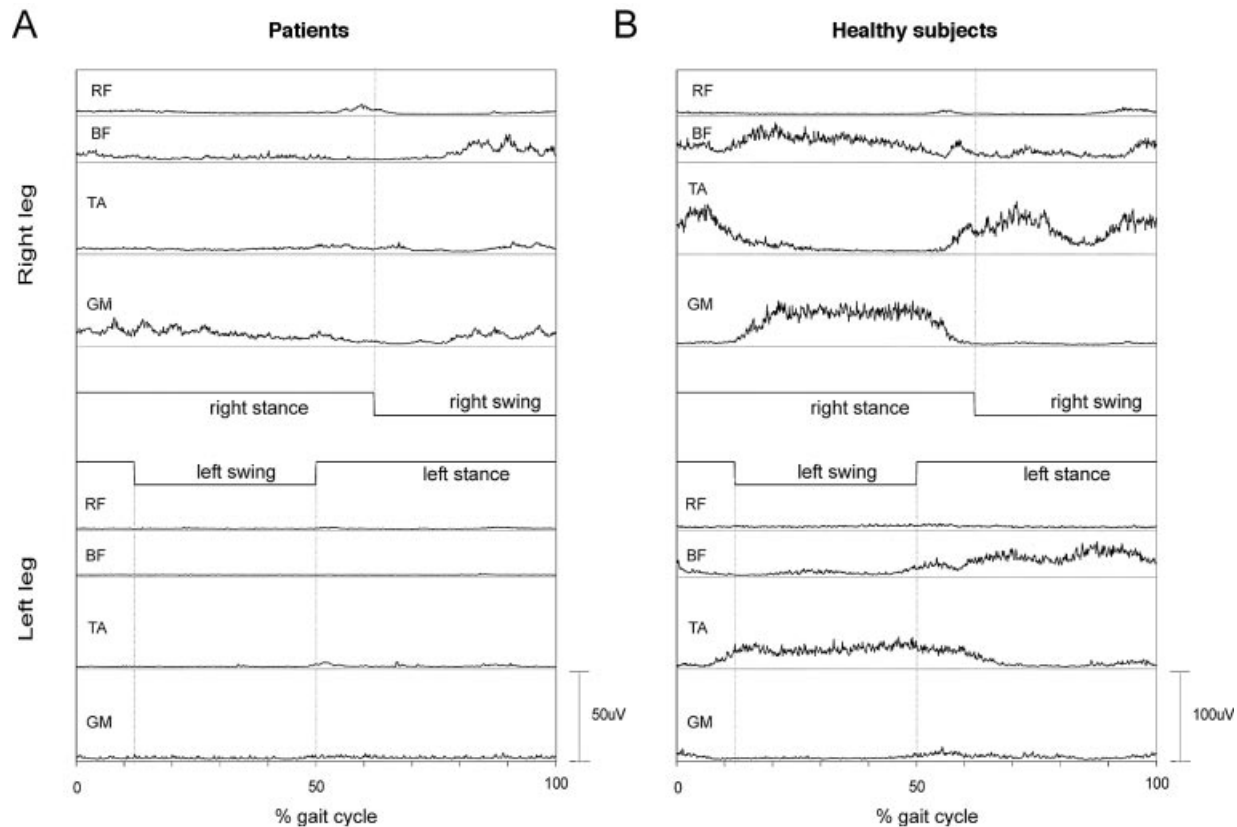 A
Patients
B
Healthy subjects
Right leg
RF
BF
TA
GM
right stance
right swing
left swing
left stance
Left leg
RF
BF
TA
GM
50uV
0
50
100
% gait cycle
RF
BF
TA
GM
right stance
right swing
left swing
left stance
RF
BF
TA
GM
100uV
0
50
100
% gait cycle